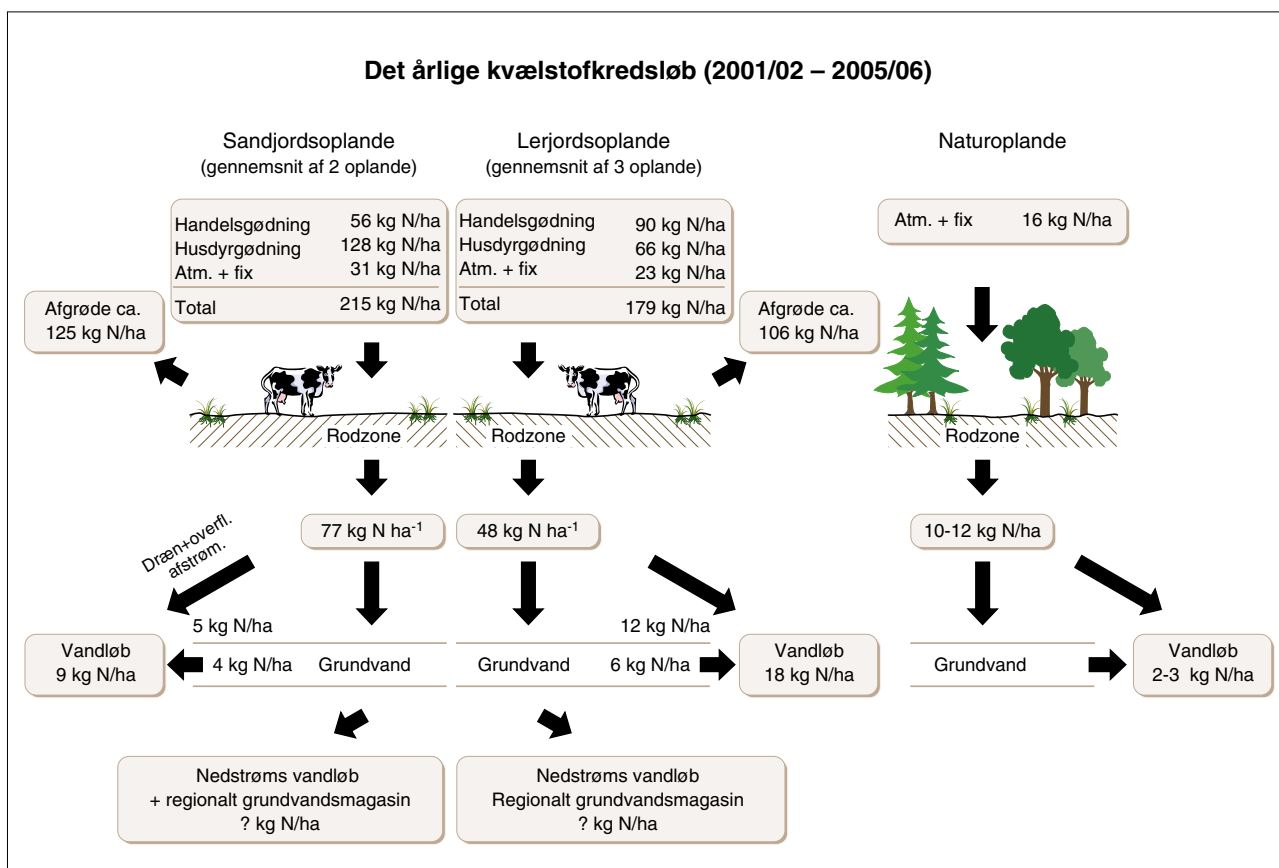 Det årlige kvælstofkredsløb (2001/02 – 2005/06)
Sandjordsoplande
(gennemsnit af 2 oplande)
Handelsgødning 56 kg N/ha
Husdyrgødning 128 kg N/ha
Atm. + fix 31 kg N/ha
Total 215 kg N/ha
Afgrøde ca.
125 kg N/ha
Rodzone
77 kg N ha⁻¹
Dræn+overfl.
afstrøm.
5 kg N/ha
Vandløb
9 kg N/ha
4 kg N/ha
Grundvand
Nedstrøms vandløb
+ regionalt grundvandsmagasin
? kg N/ha
Lerjordsoplande
(gennemsnit af 3 oplande)
Handelsgødning 90 kg N/ha
Husdyrgødning 66 kg N/ha
Atm. + fix 23 kg N/ha
Total 179 kg N/ha
Afgrøde ca.
106 kg N/ha
Rodzone
48 kg N ha⁻¹
12 kg N/ha
Grundvand
6 kg N/ha
Vandløb
18 kg N/ha
Nedstrøms vandløb
Regionalt grundvandsmagasin
? kg N/ha
Naturoplande
Atm. + fix 16 kg N/ha
Rodzone
10-12 kg N/ha
Grundvand
Vandløb
2-3 kg N/ha